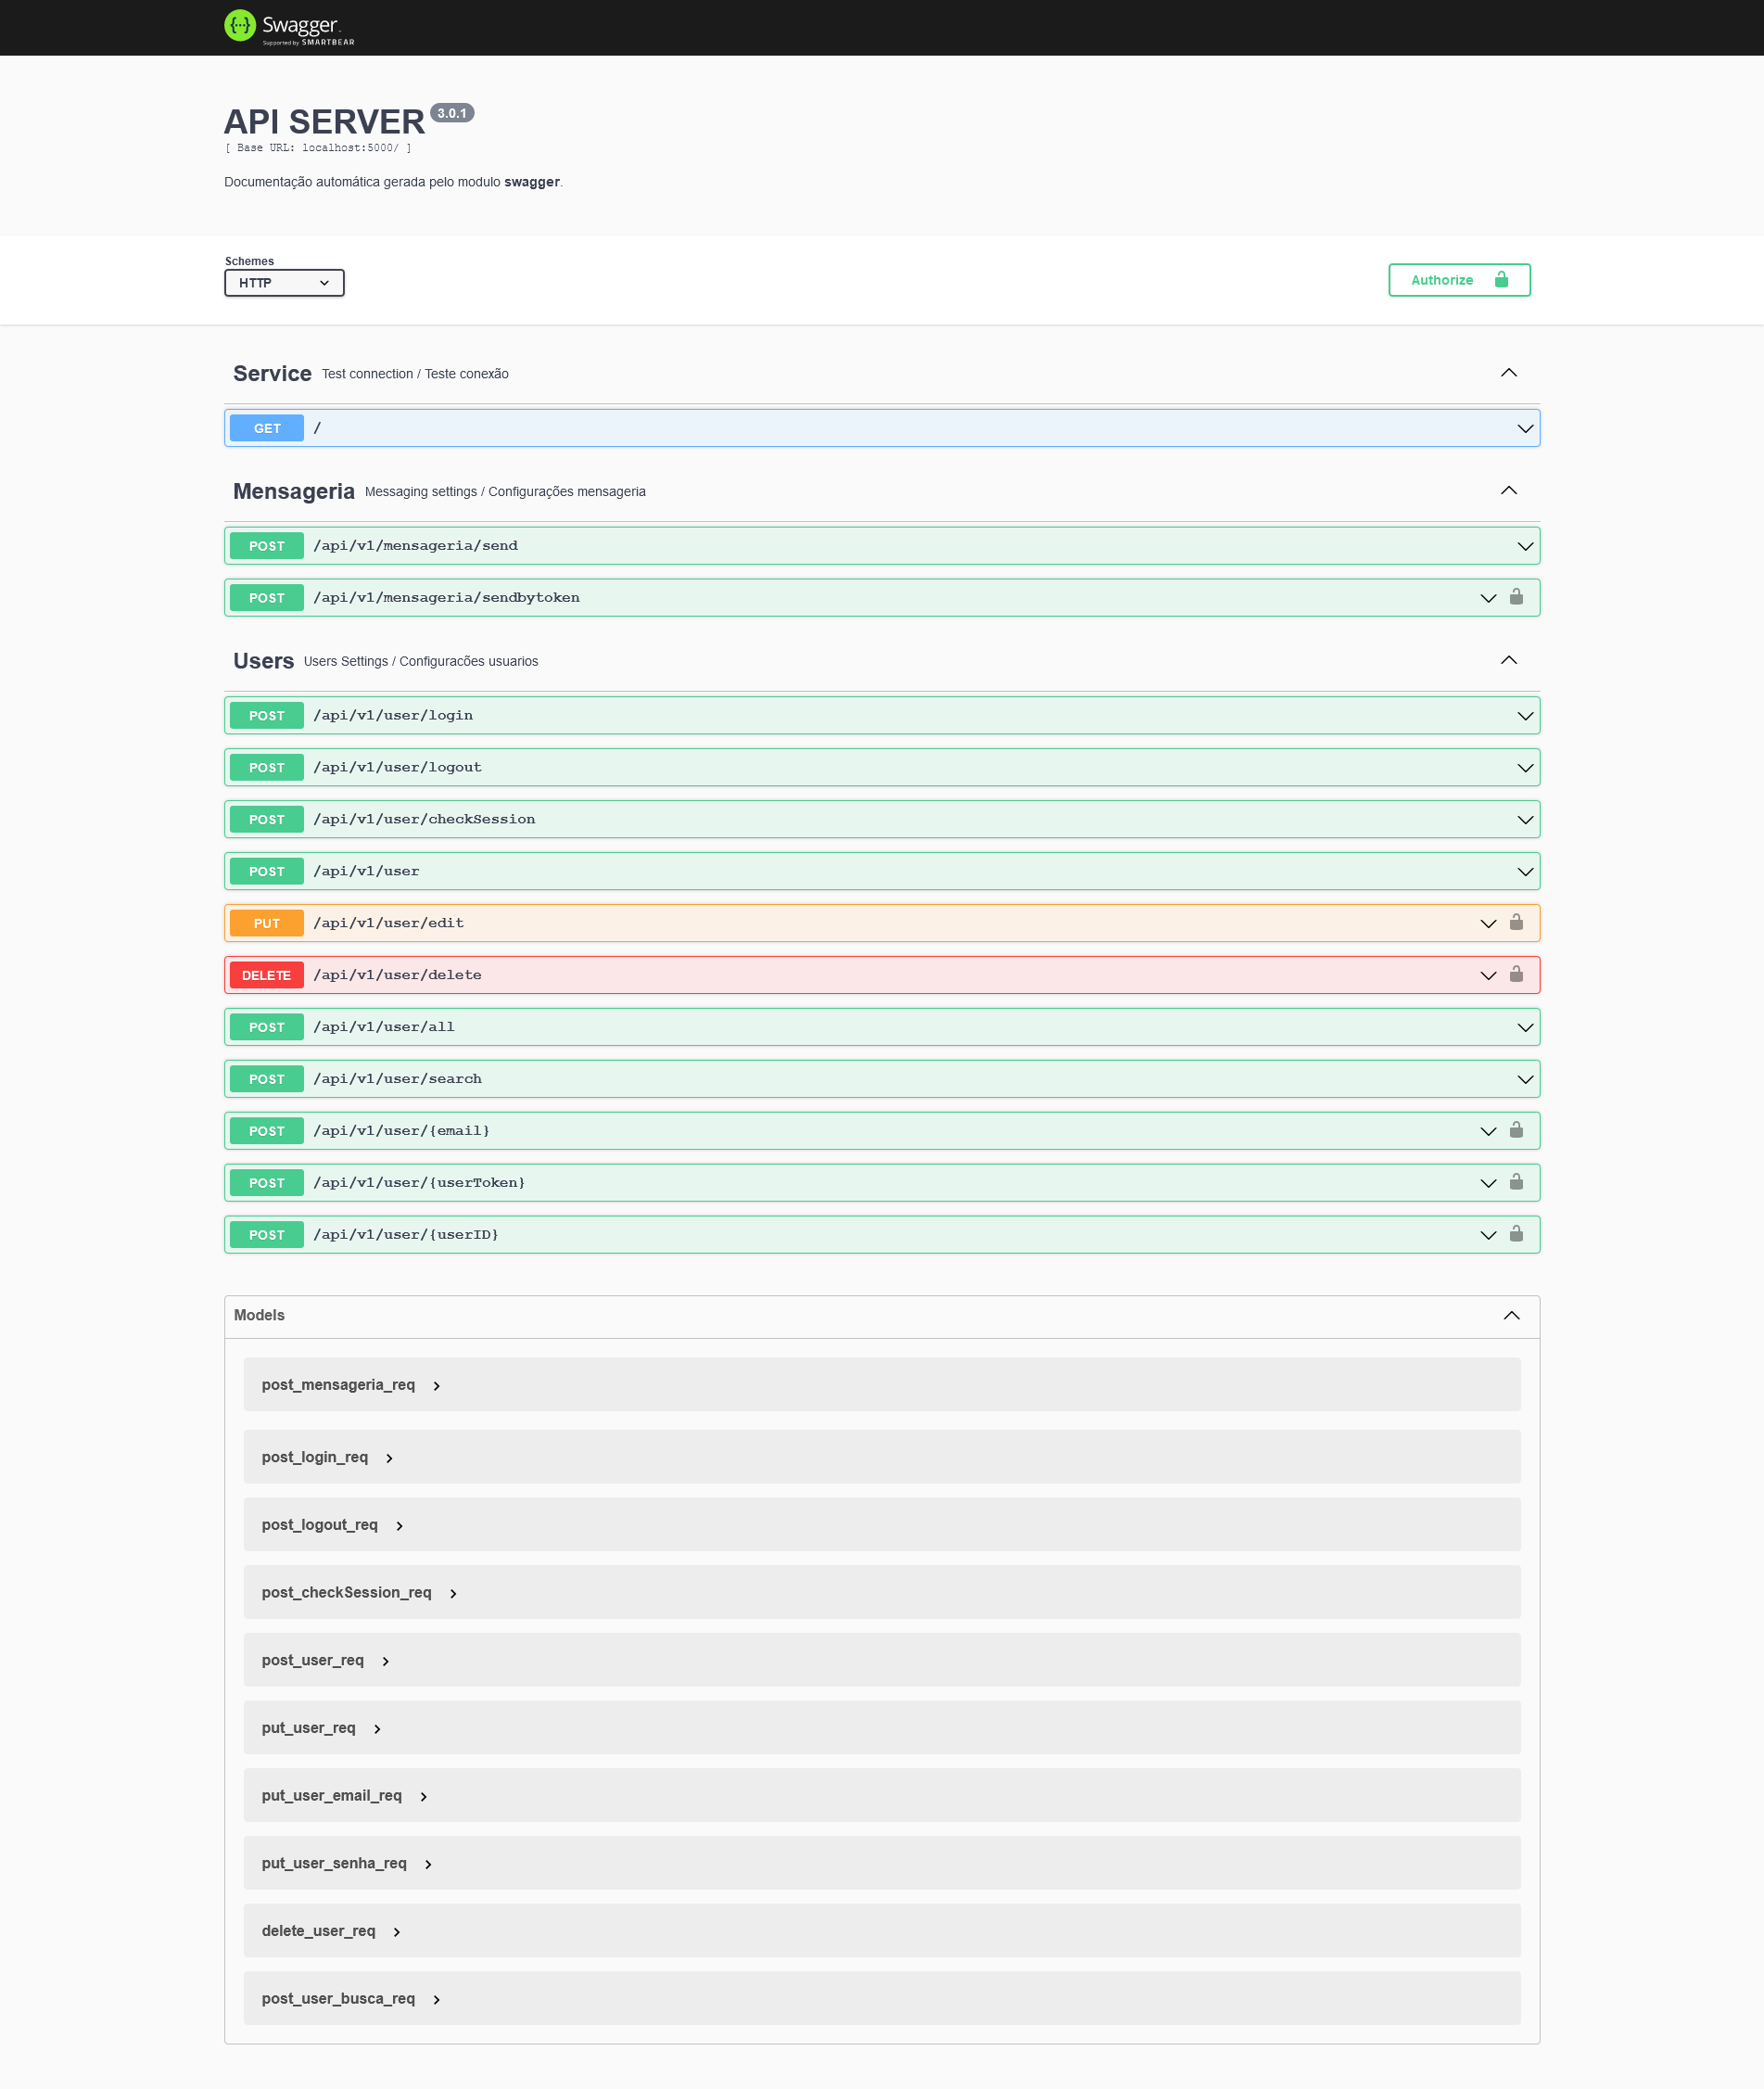 Swagger
Supported by SMARTBEAR
API SERVER 3.0.1
[ Base URL: localhost:5000/ ]
Documentação automática gerada pelo modulo swagger.
Schemes
HTTP
Authorize
Service Test connection / Teste conexão
GET /
Mensageria Messaging settings / Configurações mensageria
POST /api/v1/mensageria/send
POST /api/v1/mensageria/sendbytoken
Users Users Settings / Configuracões usuarios
POST /api/v1/user/login
POST /api/v1/user/logout
POST /api/v1/user/checkSession
POST /api/v1/user
PUT /api/v1/user/edit
DELETE /api/v1/user/delete
POST /api/v1/user/all
POST /api/v1/user/search
POST /api/v1/user/{email}
POST /api/v1/user/{userToken}
POST /api/v1/user/{userID}
Models
post_mensageria_req
post_login_req
post_logout_req
post_checkSession_req
post_user_req
put_user_req
put_user_email_req
put_user_senha_req
delete_user_req
post_user_busca_req